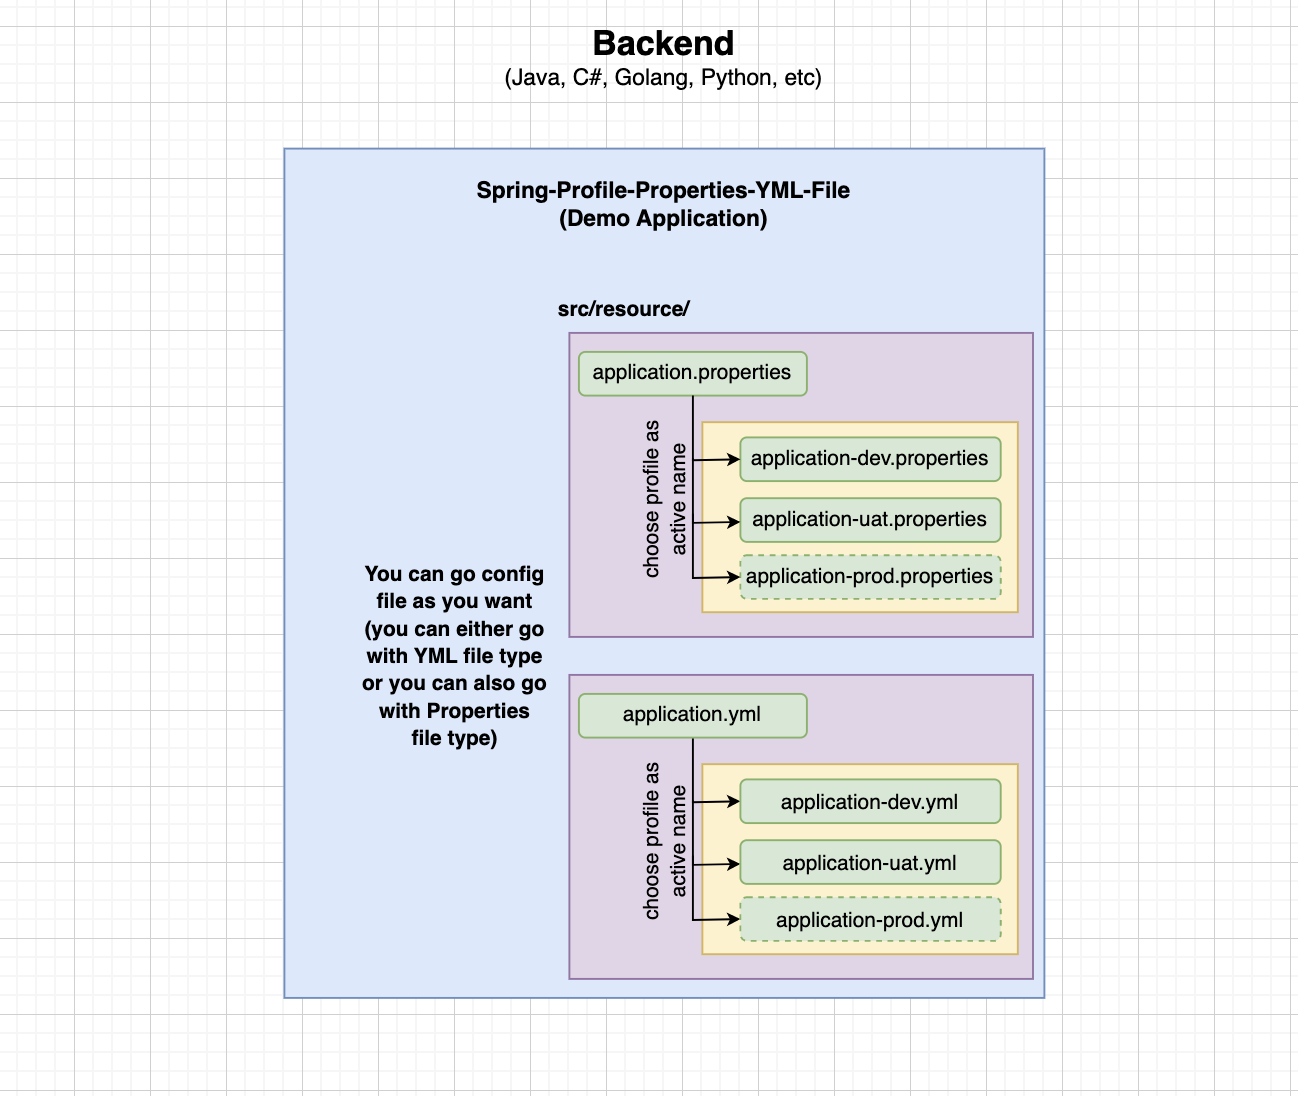 Backend
(Java, C#, Golang, Python, etc)
Spring-Profile-Properties-YML-File
(Demo Application)
src/resource/
application.properties
choose profile as
active name
application-dev.properties
application-uat.properties
application-prod.properties
You can go config
file as you want
(you can either go
with YML file type
or you can also go
with Properties
file type)
application.yml
choose profile as
active name
application-dev.yml
application-uat.yml
application-prod.yml